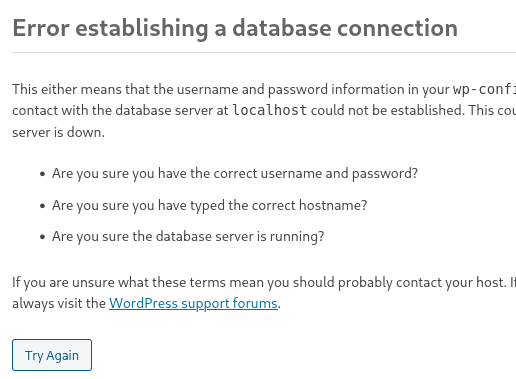 Error establishing a database connection
This either means that the username and password information in your wp-confi
contact with the database server at localhost could not be established. This cou
server is down.
Are you sure you have the correct username and password?
Are you sure you have typed the correct hostname?
Are you sure the database server is running?
If you are unsure what these terms mean you should probably contact your host. If
always visit the WordPress support forums.
Try Again